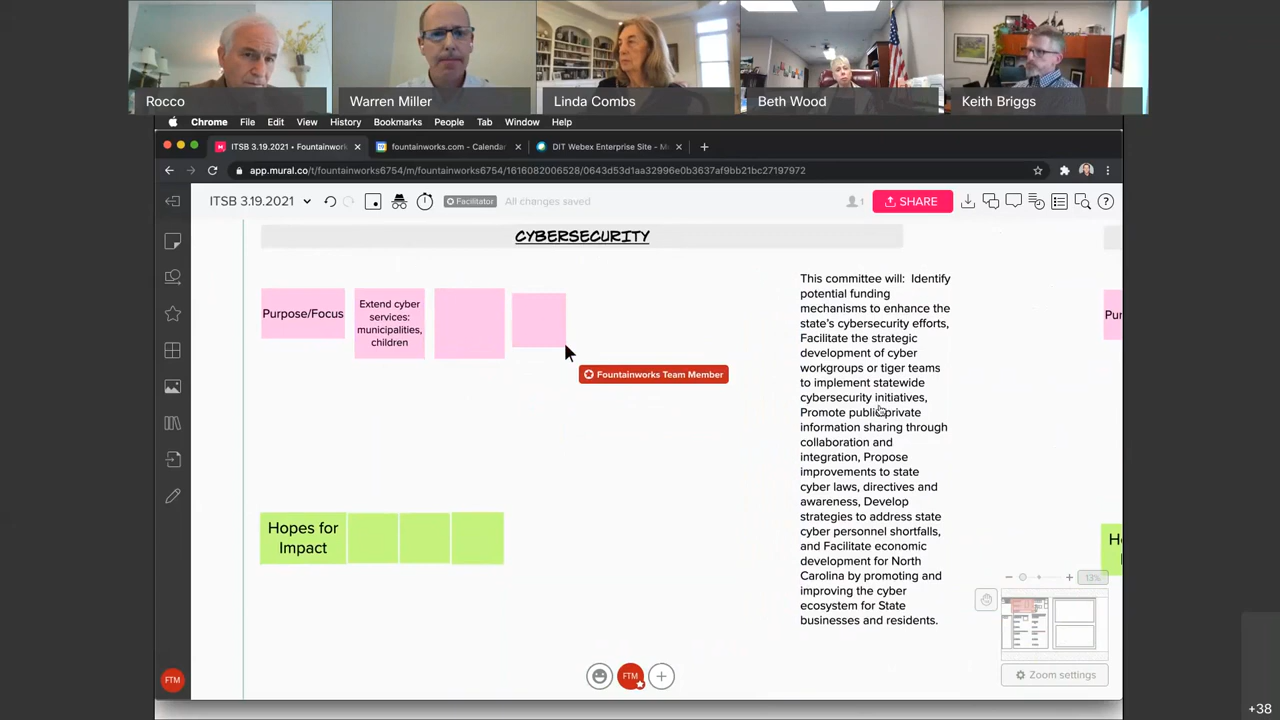 Rocco
Warren Miller
Linda Combs
Beth Wood
Keith Briggs
Chrome File Edit View History Bookmarks People Tab Window Help
ITSB 3.19.2021 • Fountainwork
fountainworks.com - Calendar
DIT Webex Enterprise Site - M
app.mural.co/t/fountainworks6754/m/fountainworks6754/1616082006528/0643d53d1aa32996e0b3637af9bb21bc27197972
ITSB 3.19.2021
Facilitator
All changes saved
1
SHARE
CYBERSECURITY
Purpose/Focus
Extend cyber
services:
municipalities,
children
Fountainworks Team Member
This committee will: Identify
potential funding
mechanisms to enhance the
state's cybersecurity efforts,
Facilitate the strategic
development of cyber
workgroups or tiger teams
to implement statewide
cybersecurity initiatives,
Promote public-private
information sharing through
collaboration and
integration, Propose
improvements to state
cyber laws, directives and
awareness, Develop
strategies to address state
cyber personnel shortfalls,
and Facilitate economic
development for North
Carolina by promoting and
improving the cyber
ecosystem for State
businesses and residents.
Pu
Hopes for
Impact
H
13%
Zoom settings
FTM
FTM
+38